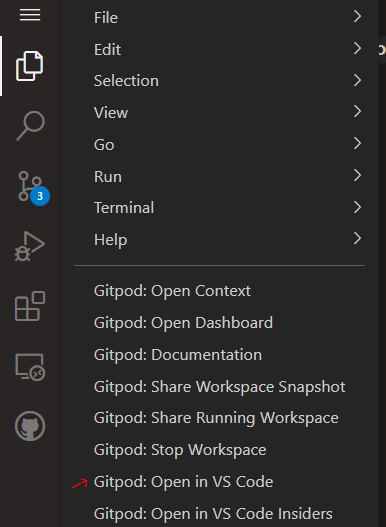 File
Edit
Selection
View
Go
Run
Terminal
Help
3
Gitpod: Open Context
Gitpod: Open Dashboard
Gitpod: Documentation
Gitpod: Share Workspace Snapshot
Gitpod: Share Running Workspace
Gitpod: Stop Workspace
Gitpod: Open in VS Code
Gitpod: Open in VS Code Insiders